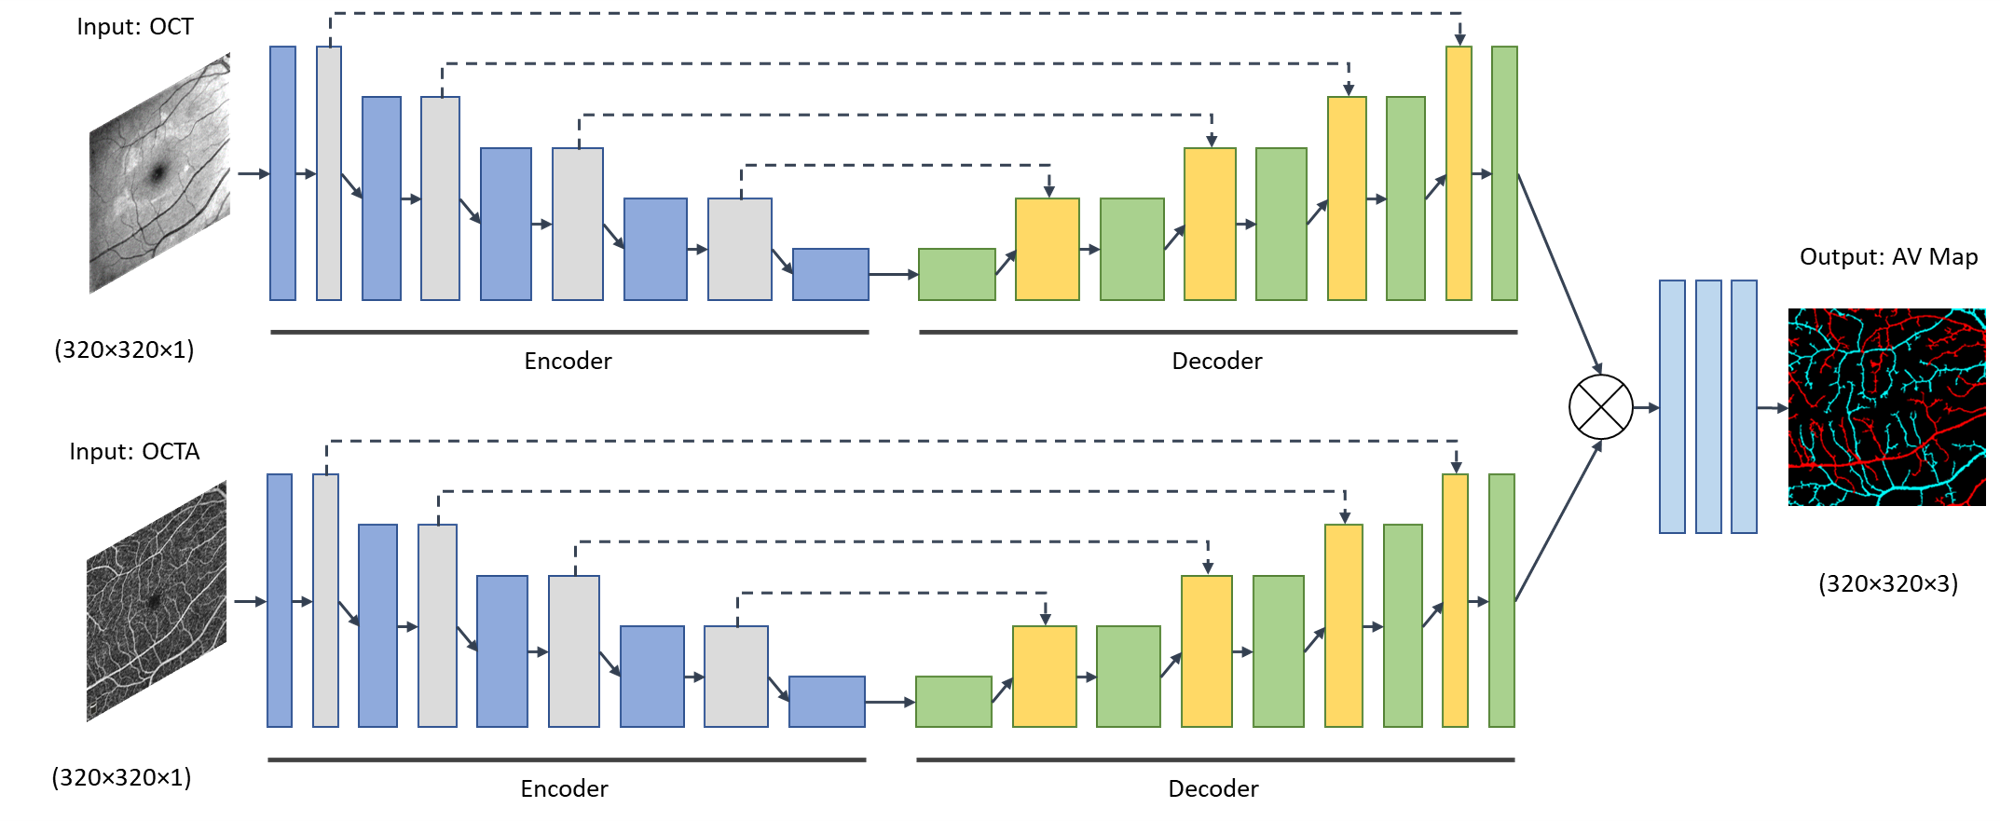 Input: OCT
(320×320×1)
Encoder
Decoder
Input: OCTA
(320×320×1)
Encoder
Decoder
Output: AV Map
(320×320×3)